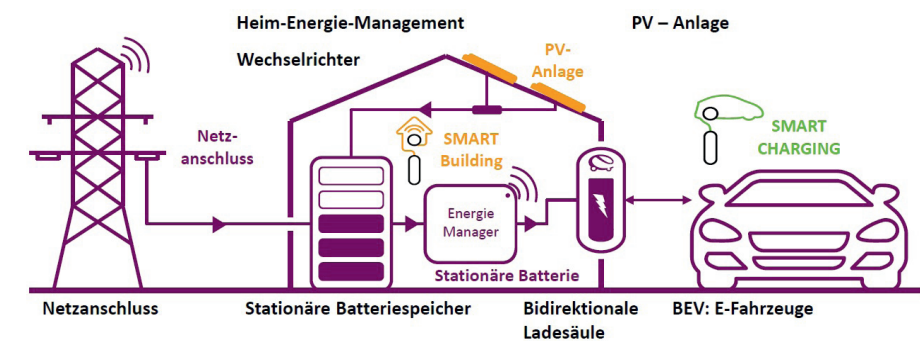 Heim-Energie-Management
PV – Anlage
Wechselrichter
PV-
Anlage
Netz-
anschluss
SMART
Building
SMART
CHARGING
Energie
Manager
Stationäre Batterie
Netzanschluss
Stationäre Batteriespeicher
Bidirektionale
Ladesäule
BEV: E-Fahrzeuge